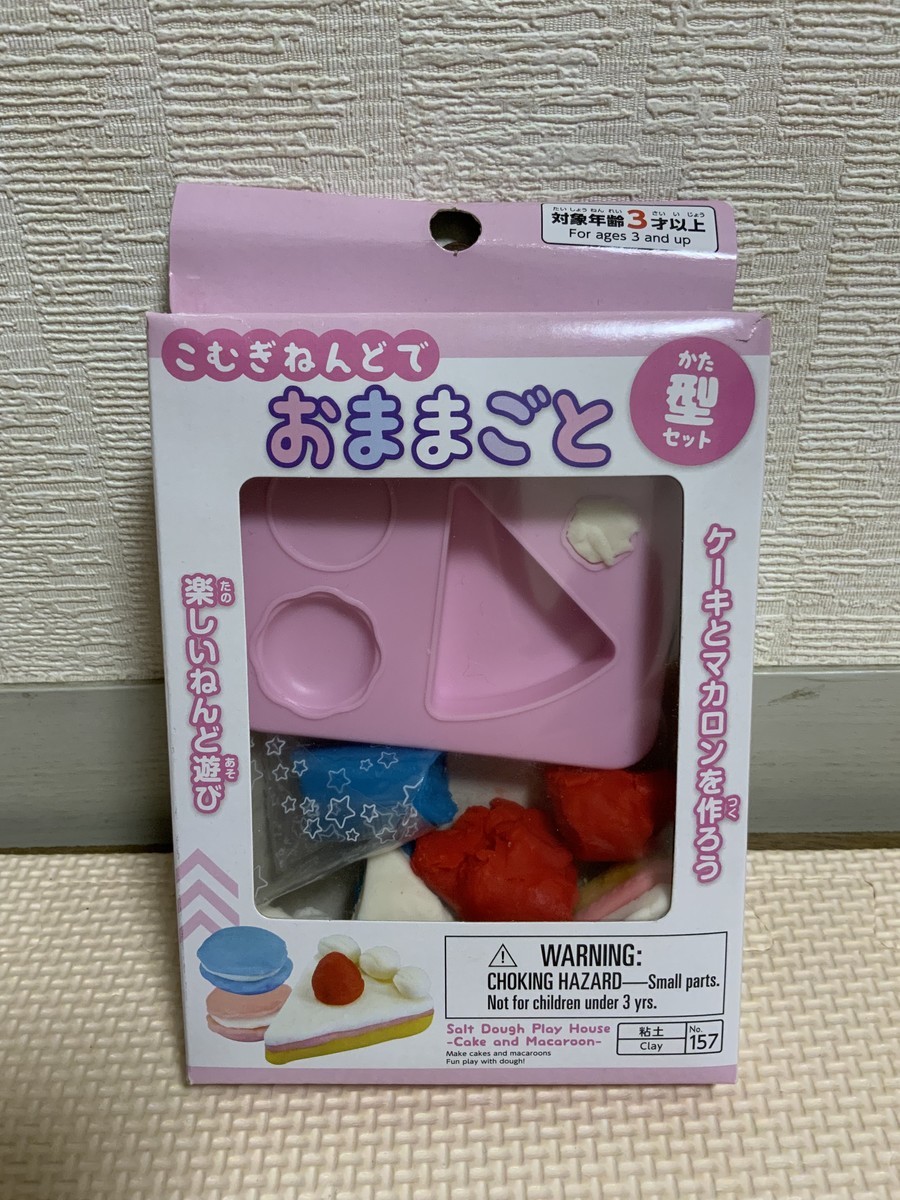 たいしょうねんれい さいいじょう
対象年齢3才以上
For ages 3 and up
こむぎねんどで
おままごと
かた
型
セット
ケーキとマカロンを作ろう
つく
楽しいねんど遊び
たの
あそ
WARNING:
CHOKING HAZARD—Small parts.
Not for children under 3 yrs.
Salt Dough Play House
-Cake and Macaroon-
Make cakes and macaroons
Fun play with dough!
粘土
Clay
No.
157